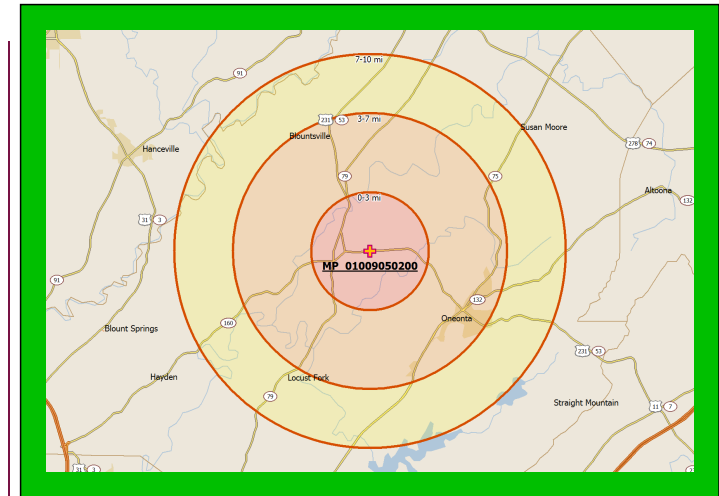 7-10 mi
91
231 53
3-7 mi
Blountsville
Susan Moore
278 74
Hanceville
79
75
Altoona
0-3 mi
132
31 3
MP_01009050200
91
132
Oneonta
160
Blount Springs
231 53
Hayden
Locust Fork
79
Straight Mountain
11 7
31 3